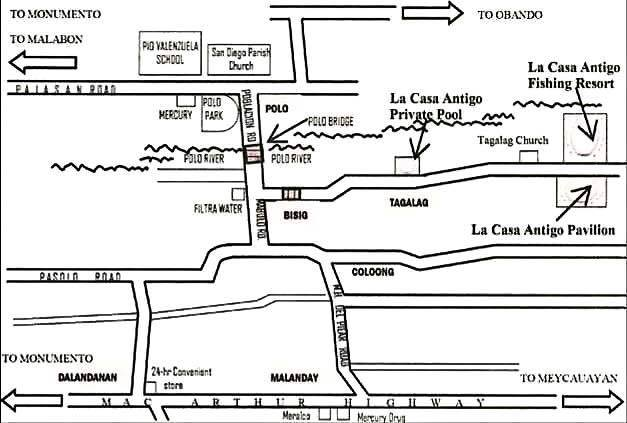 TO MONUMENTO
TO OBANDO
TO MALABON
PIO VALENZUELA
SCHOOL
San Diego Parish
Church
La Casa Antigo
Fishing Resort
PALASAN ROAD
MERCURY
POLO
PARK
POBLACION RD.
POLO
POLO BRIDGE
La Casa Antigo
Private Pool
Tagalag Church
POLO RIVER
POLO RIVER
FILTRA WATER
BISIG
TAGALAG
La Casa Antigo Pavilion
PASOLO RD.
PASOLO ROAD
COLOONG
M.H. DEL PILAR ROAD
TO MONUMENTO
DALANDANAN
24-hr Convenient
store
MALANDAY
TO MEYCAUAYAN
MAC ARTHUR HIGHWAY
Meralco
Mercury Drug